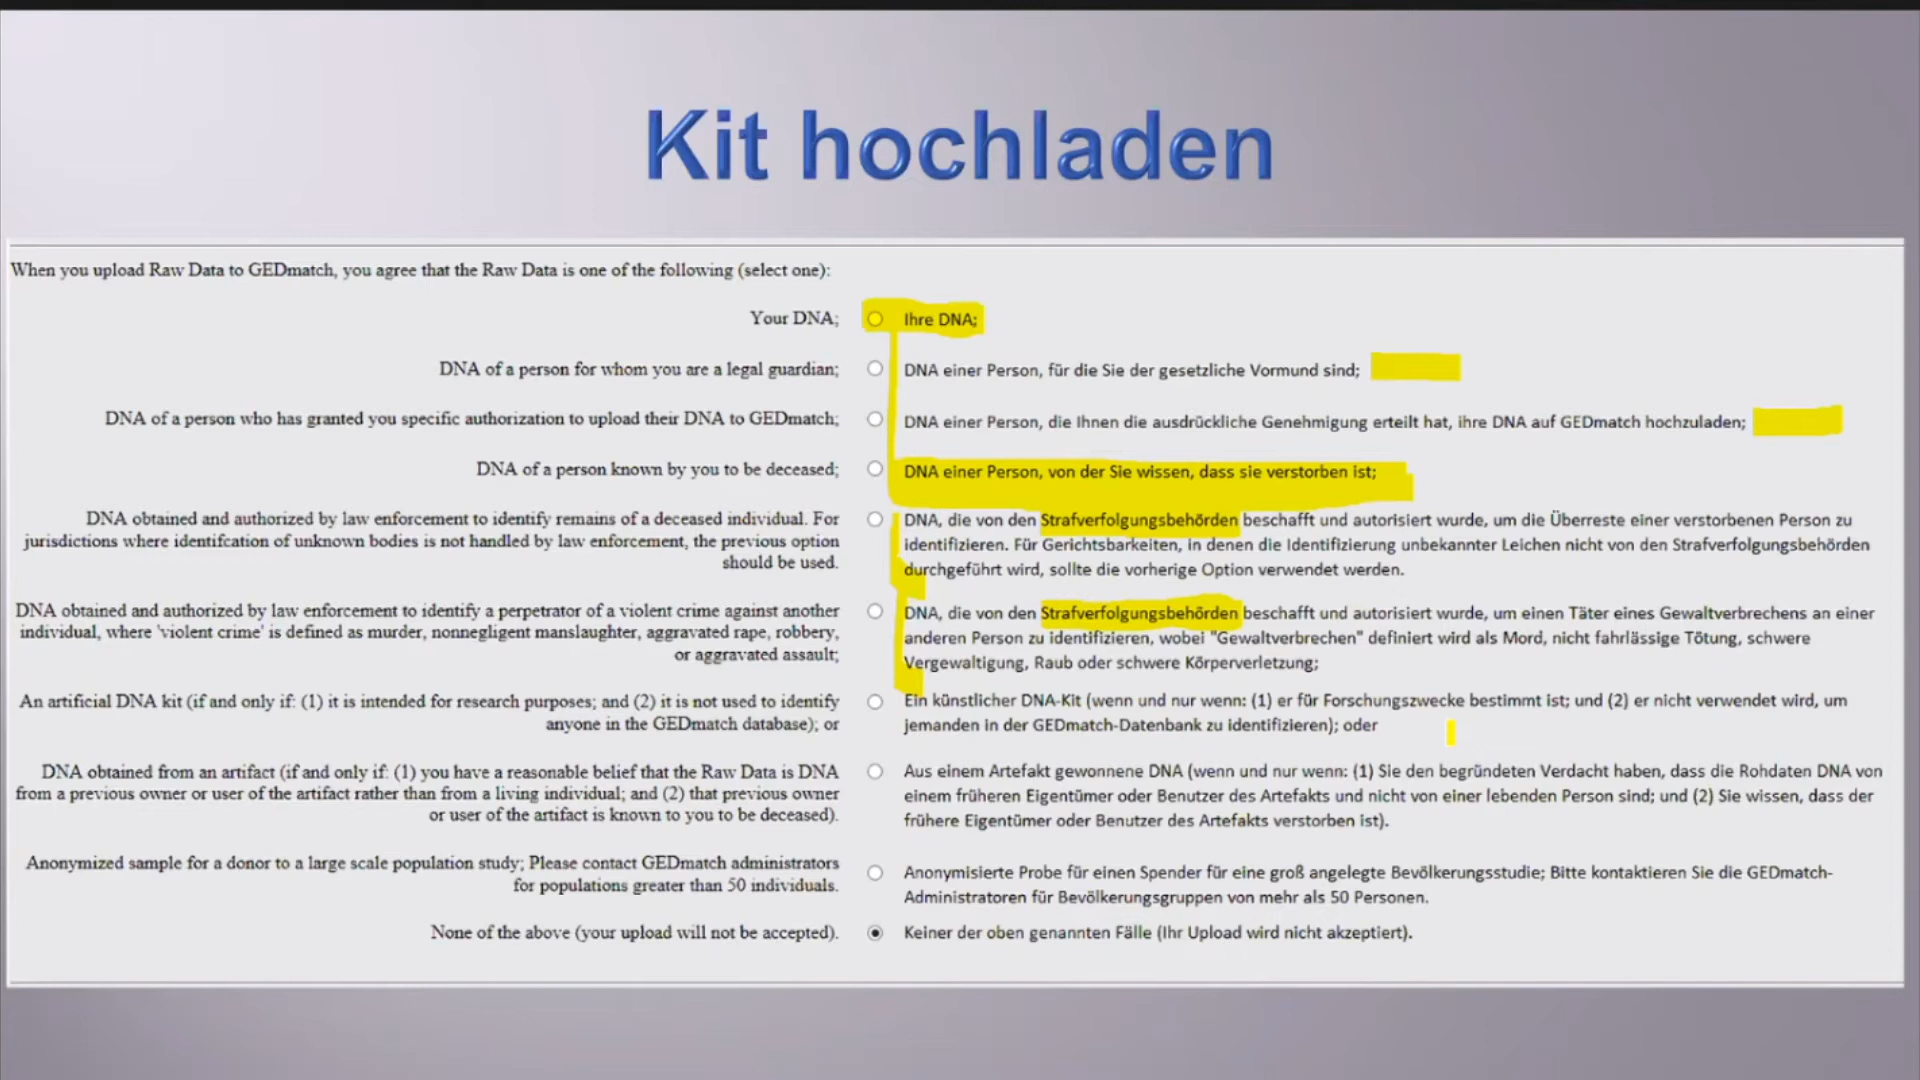 Kit hochladen
When you upload Raw Data to GEDmatch, you agree that the Raw Data is one of the following (select one):
Your DNA;
Ihre DNA;
DNA of a person for whom you are a legal guardian;
DNA einer Person, für die Sie der gesetzliche Vormund sind;
DNA of a person who has granted you specific authorization to upload their DNA to GEDmatch;
DNA einer Person, die Ihnen die ausdrückliche Genehmigung erteilt hat, ihre DNA auf GEDmatch hochzuladen;
DNA of a person known by you to be deceased;
DNA einer Person, von der Sie wissen, dass sie verstorben ist;
DNA obtained and authorized by law enforcement to identify remains of a deceased individual. For
jurisdictions where identifcation of unknown bodies is not handled by law enforcement, the previous option
should be used.
DNA, die von den Strafverfolgungsbehörden beschafft und autorisiert wurde, um die Überreste einer verstorbenen Person zu
identifizieren. Für Gerichtsbarkeiten, in denen die Identifizierung unbekannter Leichen nicht von den Strafverfolgungsbehörden
durchgeführt wird, sollte die vorherige Option verwendet werden.
DNA obtained and authorized by law enforcement to identify a perpetrator of a violent crime against another
individual, where 'violent crime' is defined as murder, nonnegligent manslaughter, aggravated rape, robbery,
or aggravated assault;
DNA, die von den Strafverfolgungsbehörden beschafft und autorisiert wurde, um einen Täter eines Gewaltverbrechens an einer
anderen Person zu identifizieren, wobei "Gewaltverbrechen" definiert wird als Mord, nicht fahrlässige Tötung, schwere
Vergewaltigung, Raub oder schwere Körperverletzung;
An artificial DNA kit (if and only if: (1) it is intended for research purposes; and (2) it is not used to identify
anyone in the GEDmatch database); or
Ein künstlicher DNA-Kit (wenn und nur wenn: (1) er für Forschungszwecke bestimmt ist; und (2) er nicht verwendet wird, um
jemanden in der GEDmatch-Datenbank zu identifizieren); oder
DNA obtained from an artifact (if and only if: (1) you have a reasonable belief that the Raw Data is DNA
from a previous owner or user of the artifact rather than from a living individual; and (2) that previous owner
or user of the artifact is known to you to be deceased).
Aus einem Artefakt gewonnene DNA (wenn und nur wenn: (1) Sie den begründeten Verdacht haben, dass die Rohdaten DNA von
einem früheren Eigentümer oder Benutzer des Artefakts und nicht von einer lebenden Person sind; und (2) Sie wissen, dass der
frühere Eigentümer oder Benutzer des Artefakts verstorben ist).
Anonymized sample for a donor to a large scale population study; Please contact GEDmatch administrators
for populations greater than 50 individuals.
Anonymisierte Probe für einen Spender für eine groß angelegte Bevölkerungsstudie; Bitte kontaktieren Sie die GEDmatch-
Administratoren für Bevölkerungsgruppen von mehr als 50 Personen.
None of the above (your upload will not be accepted).
Keiner der oben genannten Fälle (Ihr Upload wird nicht akzeptiert).